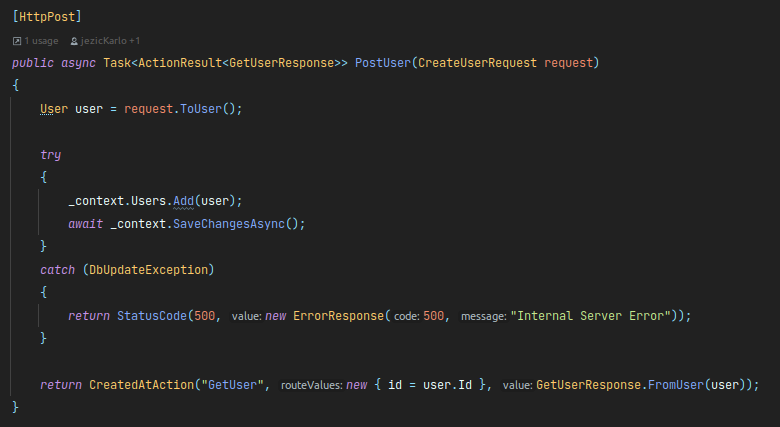 [HttpPost]
1 usage jezicKarlo +1
public async Task<ActionResult<GetUserResponse>> PostUser(CreateUserRequest request)
{
User user = request.ToUser();
try
{
_context.Users.Add(user);
await _context.SaveChangesAsync();
}
catch (DbUpdateException)
{
return StatusCode(500, value: new ErrorResponse( code: 500, message: "Internal Server Error"));
}
return CreatedAtAction("GetUser", routeValues: new { id = user.Id }, value: GetUserResponse.FromUser(user));
}